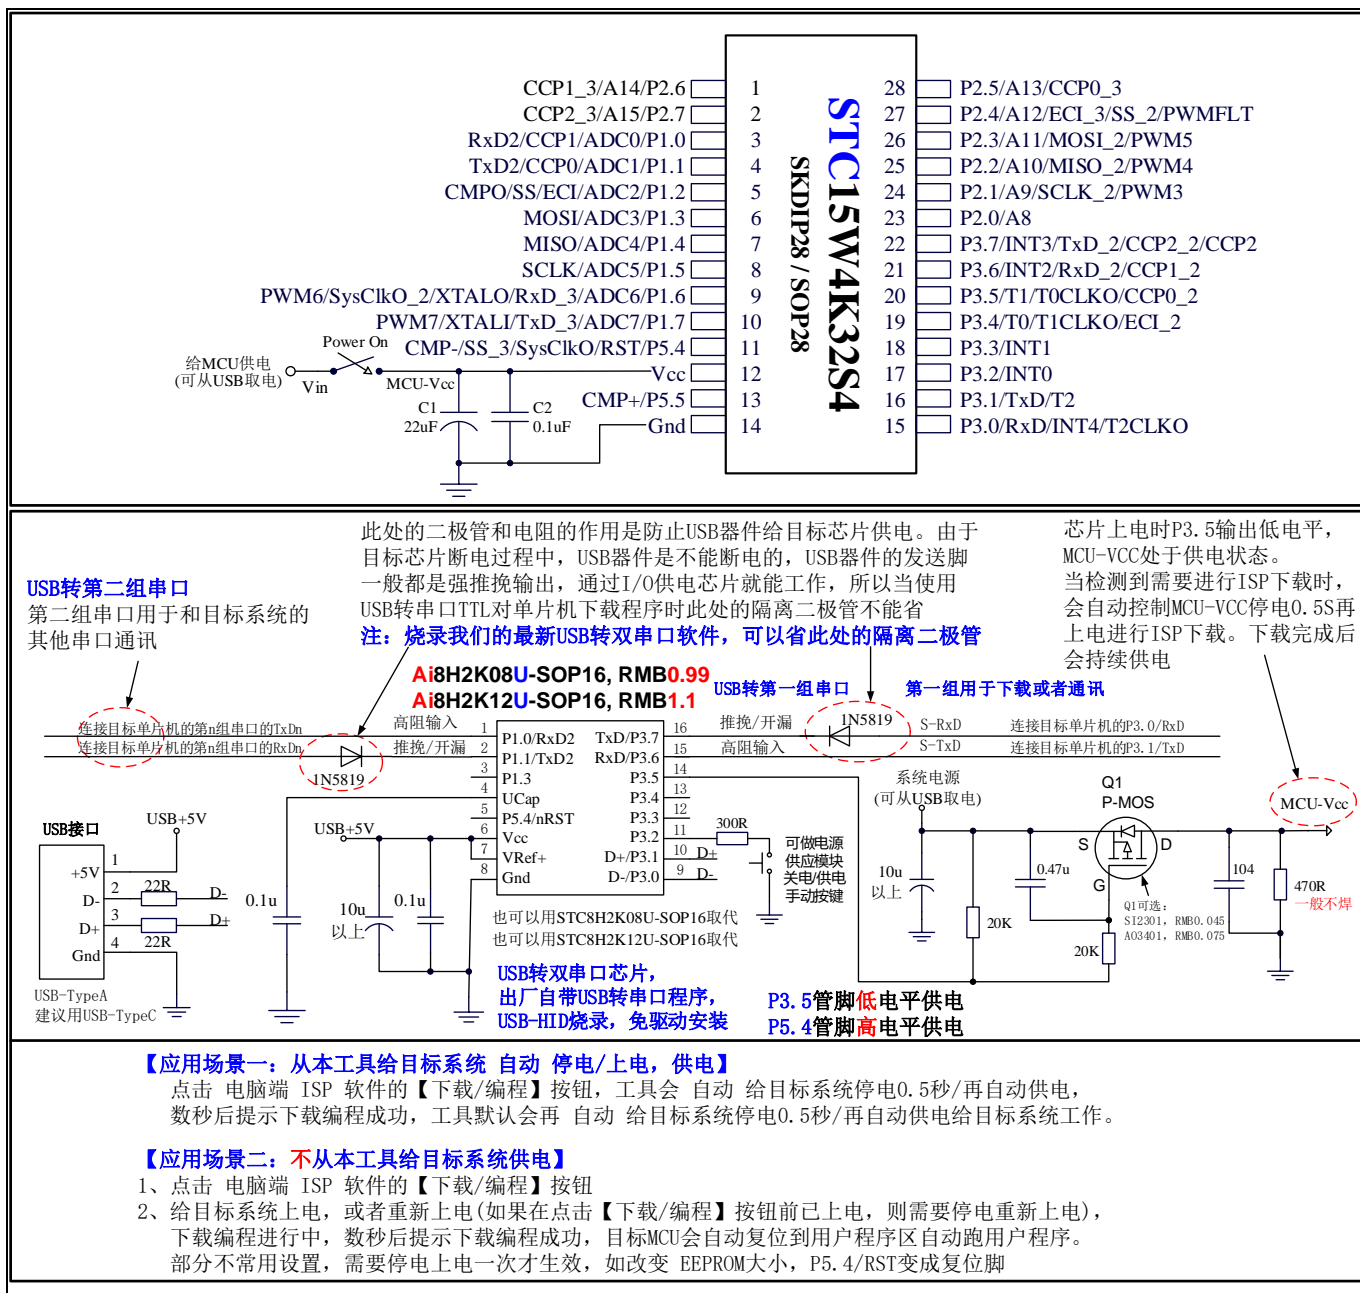 CCP1_3/A14/P2.6 1
CCP2_3/A15/P2.7 2
RxD2/CCP1/ADC0/P1.0 3
TxD2/CCP0/ADC1/P1.1 4
CMPO/SS/ECI/ADC2/P1.2 5
MOSI/ADC3/P1.3 6
MISO/ADC4/P1.4 7
SCLK/ADC5/P1.5 8
PWM6/SysClkO_2/XTALO/RxD_3/ADC6/P1.6 9
PWM7/XTALI/TxD_3/ADC7/P1.7 10
CMP-/SS_3/SysClkO/RST/P5.4 11
Vcc 12
CMP+/P5.5 13
Gnd 14
STC15W4K32S4
SKDIP28 / SOP28
28 P2.5/A13/CCP0_3
27 P2.4/A12/ECI_3/SS_2/PWMFLT
26 P2.3/A11/MOSI_2/PWM5
25 P2.2/A10/MISO_2/PWM4
24 P2.1/A9/SCLK_2/PWM3
23 P2.0/A8
22 P3.7/INT3/TxD_2/CCP2_2/CCP2
21 P3.6/INT2/RxD_2/CCP1_2
20 P3.5/T1/T0CLKO/CCP0_2
19 P3.4/T0/T1CLKO/ECI_2
18 P3.3/INT1
17 P3.2/INT0
16 P3.1/TxD/T2
15 P3.0/RxD/INT4/T2CLKO
Power On
给MCU供电
(可从USB取电)
Vin
MCU-Vcc
C1
22uF
C2
0.1uF
此处的二极管和电阻的作用是防止USB器件给目标芯片供电。由于
目标芯片断电过程中，USB器件是不能断电的，USB器件的发送脚
一般都是强推挽输出，通过I/O供电芯片就能工作，所以当使用
USB转串口TTL对单片机下载程序时此处的隔离二极管不能省
注：烧录我们的最新USB转双串口软件，可以省此处的隔离二极管
芯片上电时P3.5输出低电平，
MCU-VCC处于供电状态。
当检测到需要进行ISP下载时，
会自动控制MCU-VCC停电0.5S再
上电进行ISP下载。下载完成后
会持续供电
USB转第二组串口
第二组串口用于和目标系统的
其他串口通讯
Ai8H2K08U-SOP16, RMB0.99
Ai8H2K12U-SOP16, RMB1.1
USB转第一组串口
第一组用于下载或者通讯
连接目标单片机的第n组串口的TxDn
连接目标单片机的第n组串口的RxDn
1N5819
高阻输入
推挽/开漏
1 P1.0/RxD2
2 P1.1/TxD2
3 P1.3
4 UCap
5 P5.4/nRST
6 Vcc
7 VRef+
8 Gnd
TxD/P3.7 16
RxD/P3.6 15
P3.5 14
P3.4 13
P3.3 12
P3.2 11
D+/P3.1 10 D+
D-/P3.0 9 D-
推挽/开漏
高阻输入
1N5819
S-RxD
S-TxD
连接目标单片机的P3.0/RxD
连接目标单片机的P3.1/TxD
USB接口
USB+5V
+5V 1
D- 2 22R D-
D+ 3 22R D+
Gnd 4
USB-TypeA
建议用USB-TypeC
0.1u
USB+5V
10u
以上
0.1u
300R
可做电源
供应模块
关电/供电
手动按键
系统电源
(可从USB取电)
10u
以上
20K
0.47u
20K
Q1
P-MOS
S
D
G
Q1可选：
SI2301, RMB0.045
AO3401, RMB0.075
104
470R
一般不焊
MCU-Vcc
也可以用STC8H2K08U-SOP16取代
也可以用STC8H2K12U-SOP16取代
USB转双串口芯片，
出厂自带USB转串口程序，
USB-HID烧录，免驱动安装
P3.5管脚低电平供电
P5.4管脚高电平供电
【应用场景一：从本工具给目标系统 自动 停电/上电，供电】
点击 电脑端 ISP 软件的【下载/编程】按钮，工具会 自动 给目标系统停电0.5秒/再自动供电，
数秒后提示下载编程成功，工具默认会再 自动 给目标系统停电0.5秒/再自动供电给目标系统工作。
【应用场景二：不从本工具给目标系统供电】
1、点击 电脑端 ISP 软件的【下载/编程】按钮
2、给目标系统上电，或者重新上电(如果在点击【下载/编程】按钮前已上电，则需要停电重新上电)，
下载编程进行中，数秒后提示下载编程成功，目标MCU会自动复位到用户程序区自动跑用户程序。
部分不常用设置，需要停电上电一次才生效，如改变 EEPROM大小，P5.4/RST变成复位脚